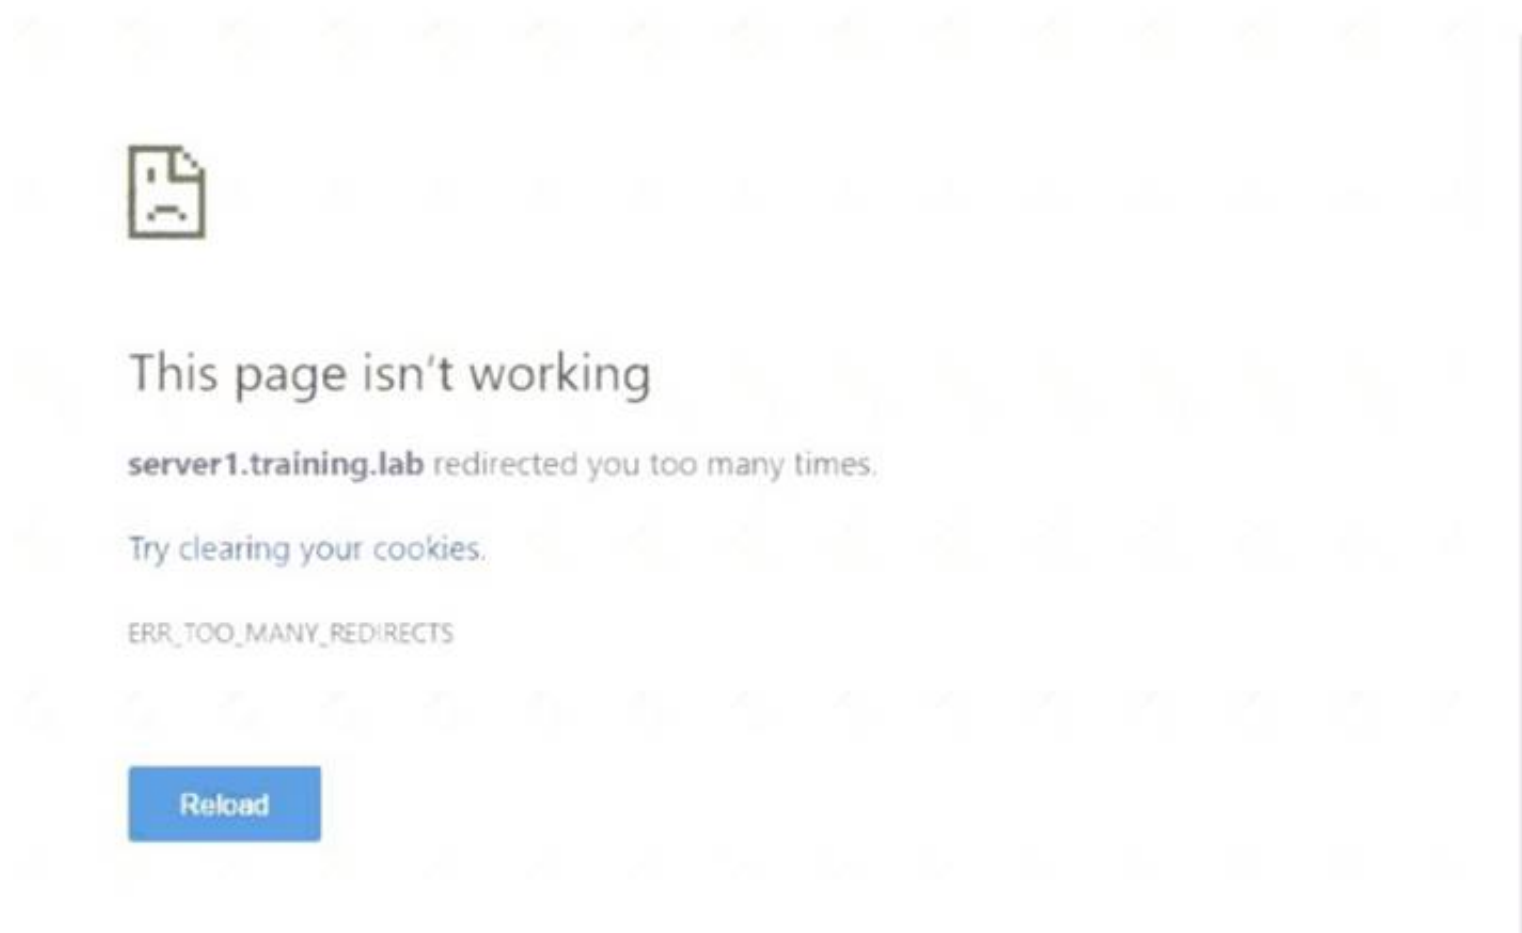 This page isn't working
server1.training.lab redirected you too many times.
Try clearing your cookies.
ERR_TOO_MANY_REDIRECTS
Reload